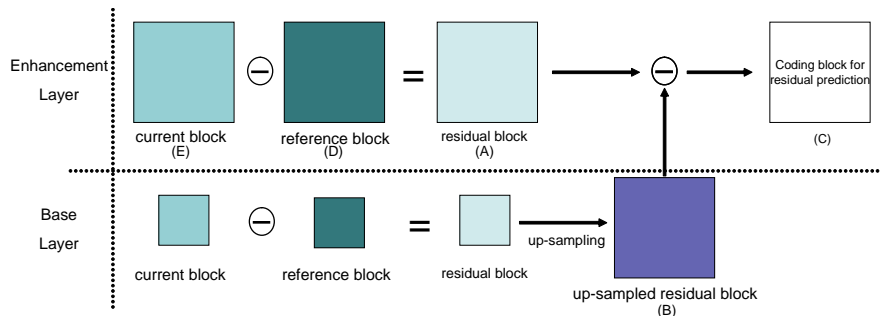 Enhancement
Layer
current block
(E)
reference block
(D)
residual block
(A)
Coding block for
residual prediction
(C)
Base
Layer
current block
reference block
residual block
up-sampling
up-sampled residual block
(B)